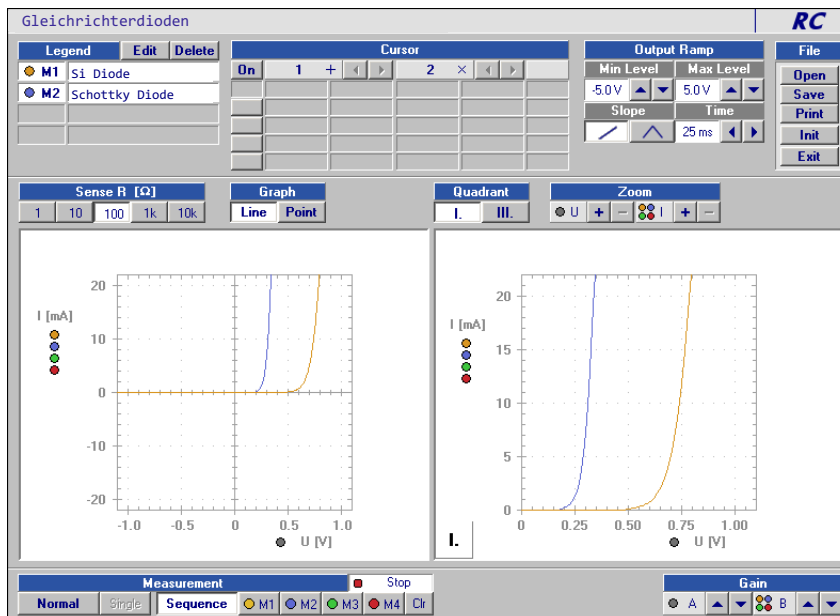 Gleichrichterdioden RC
Legend Edit Delete Cursor Output Ramp File
M1 Si Diode On 1 + 2 × Min Level Max Level Open
M2 Schottky Diode -5.0 V 5.0 V Save
Slope Time Print
25 ms Init
Exit
Sense R [Ω] Graph Quadrant Zoom
1 10 100 1k 10k Line Point I. III. U + − I + −
20
10
0
-10
-20
I [mA]
-1.0 -0.5 0 0.5 1.0
U [V]
20
15
10
5
0
I [mA]
0 0.25 0.50 0.75 1.00
U [V]
I.
Measurement Stop Gain
Normal Single Sequence M1 M2 M3 M4 Clr A B